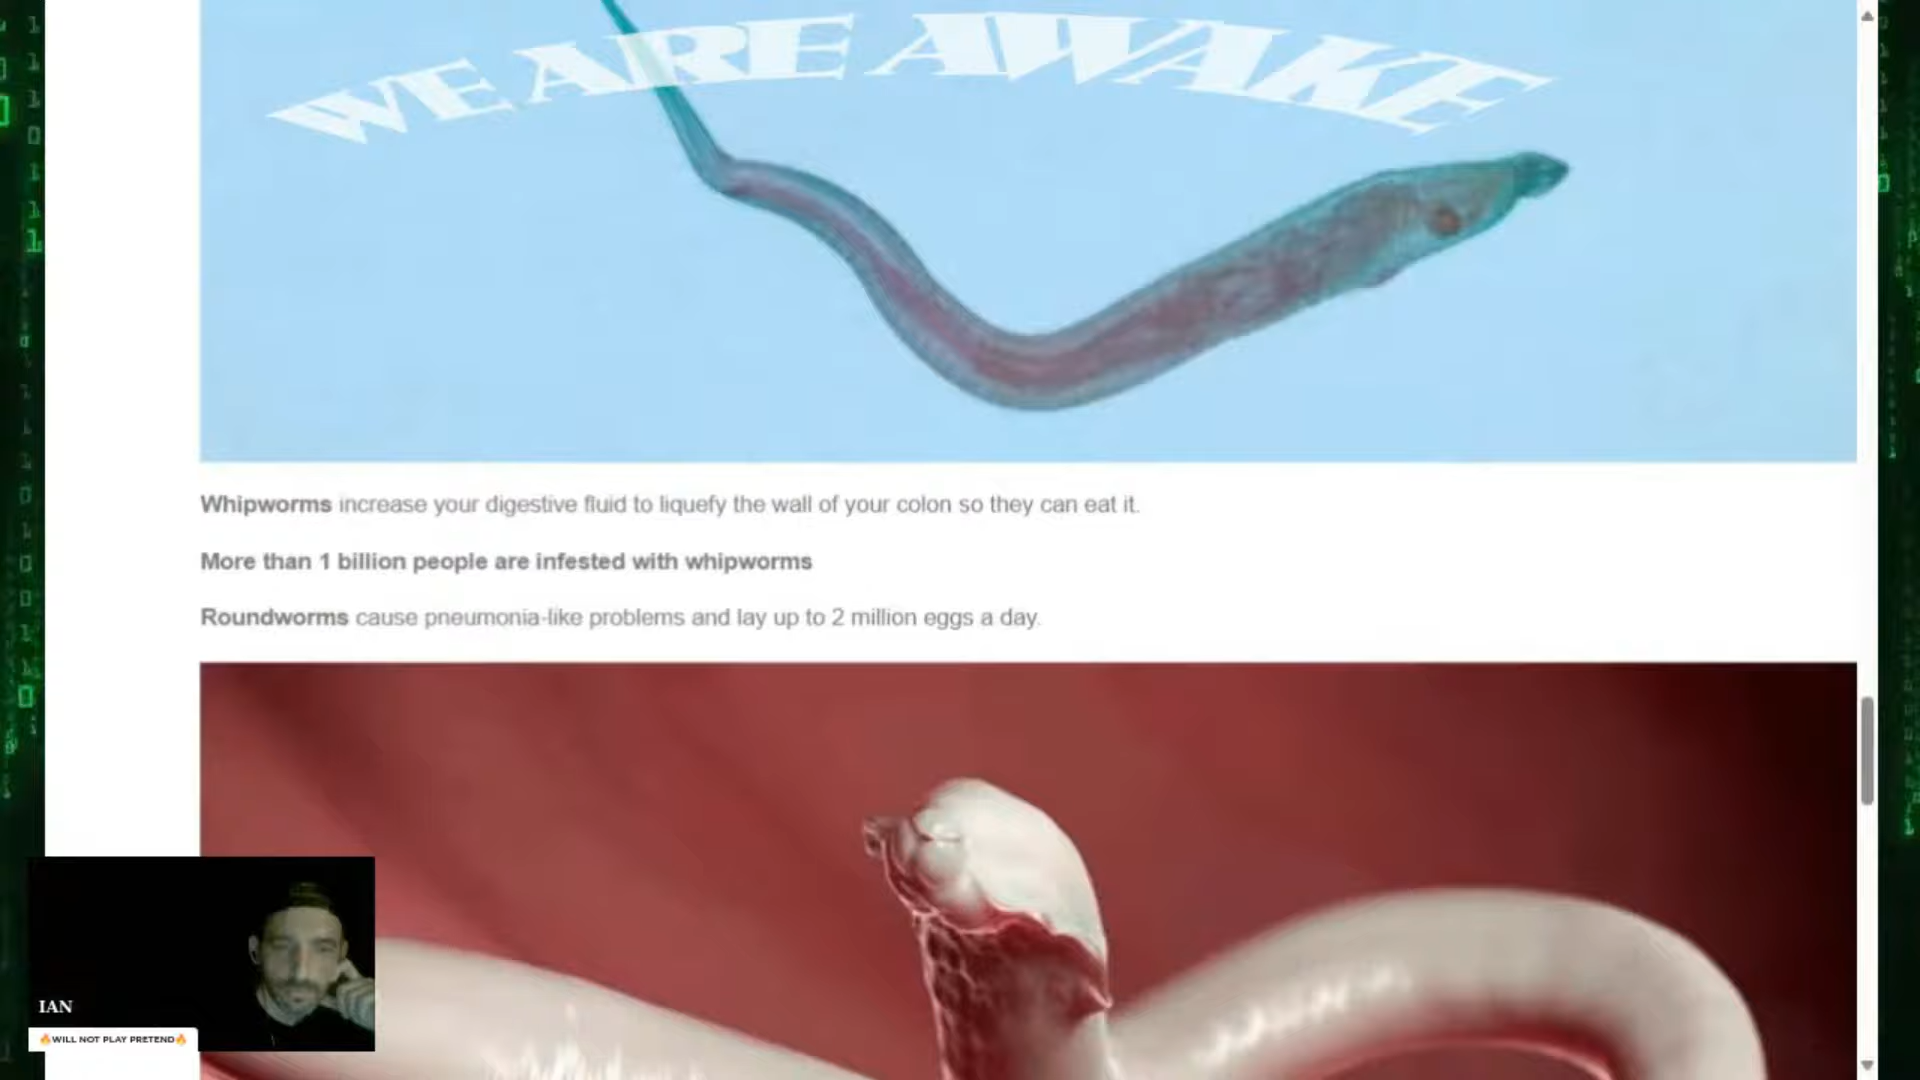 WE ARE AWAKE
Whipworms increase your digestive fluid to liquefy the wall of your colon so they can eat it.
More than 1 billion people are infested with whipworms
Roundworms cause pneumonia-like problems and lay up to 2 million eggs a day.
IAN
🔥WILL NOT PLAY PRETEND🔥